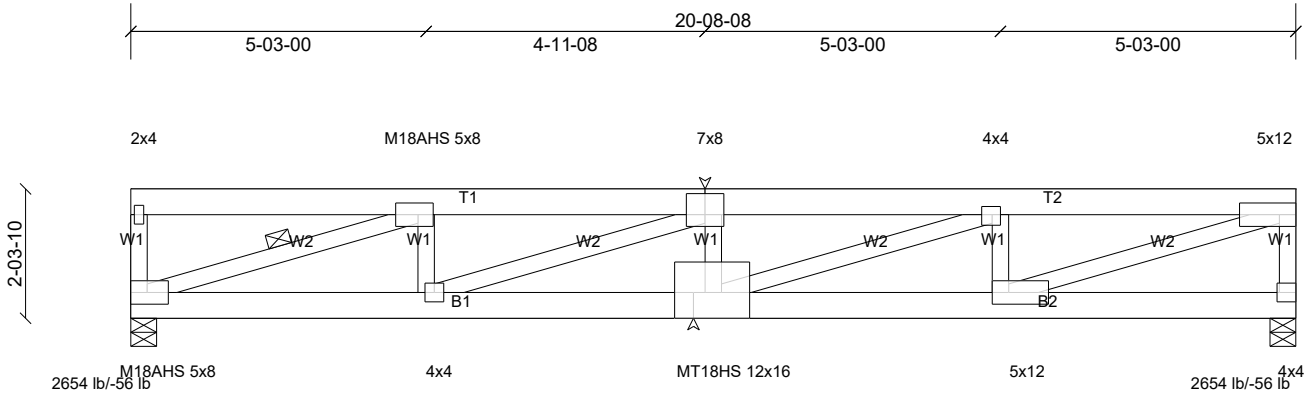 20-08-08
5-03-00 4-11-08 5-03-00 5-03-00
2x4 M18AHS 5x8 7x8 4x4 5x12
T1 T2
2-03-10
W1 W2 W1 W2 W1 W2 W1 W2 W1
B1 B2
M18AHS 5x8 4x4 MT18HS 12x16 5x12 4x4
2654 lb/-56 lb 2654 lb/-56 lb